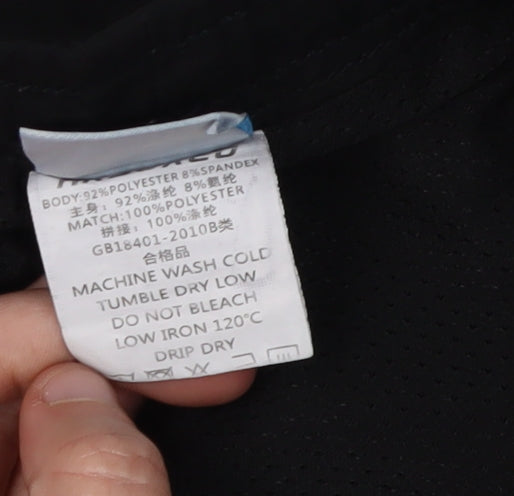 BODY:92%POLYESTER 8%SPANDEX
主身：92%涤纶 8%氨纶
MATCH:100%POLYESTER
拼接：100%涤纶
GB18401-2010B类
合格品
MACHINE WASH COLD
TUMBLE DRY LOW
DO NOT BLEACH
LOW IRON 120°C
DRIP DRY